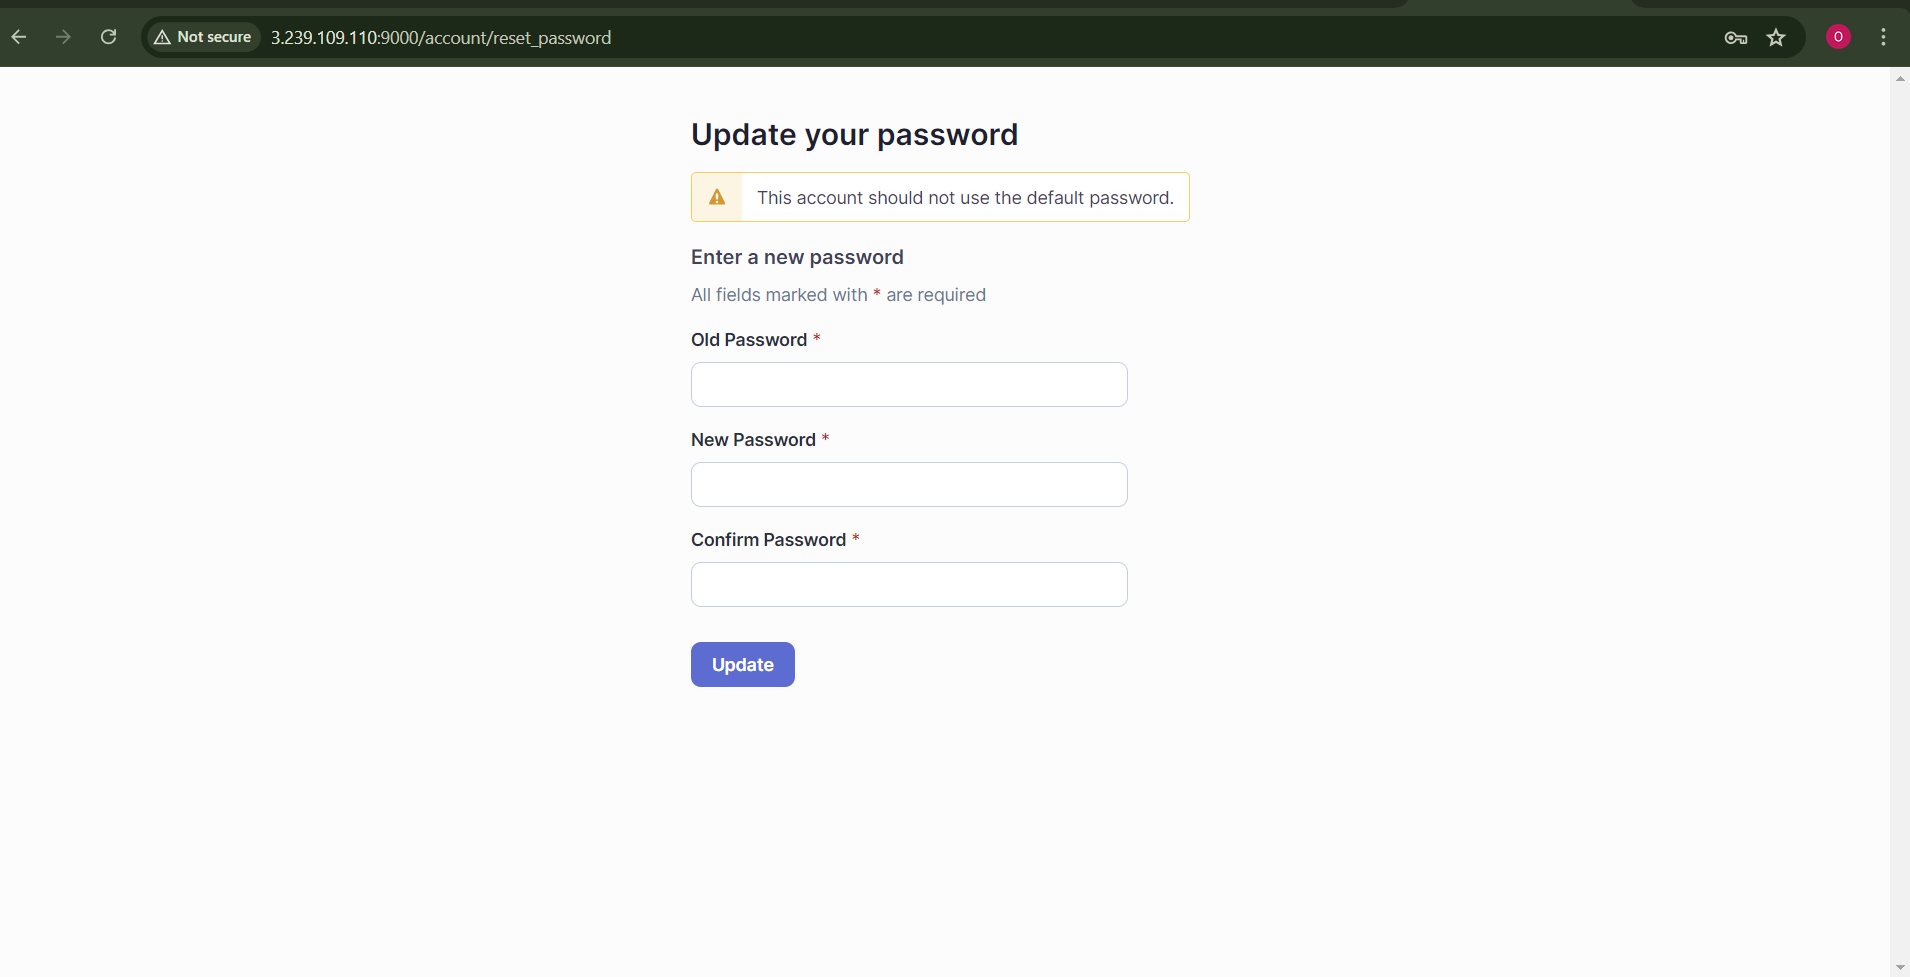 Not secure 3.239.109.110:9000/account/reset_password
0
Update your password
This account should not use the default password.
Enter a new password
All fields marked with * are required
Old Password *
New Password *
Confirm Password *
Update